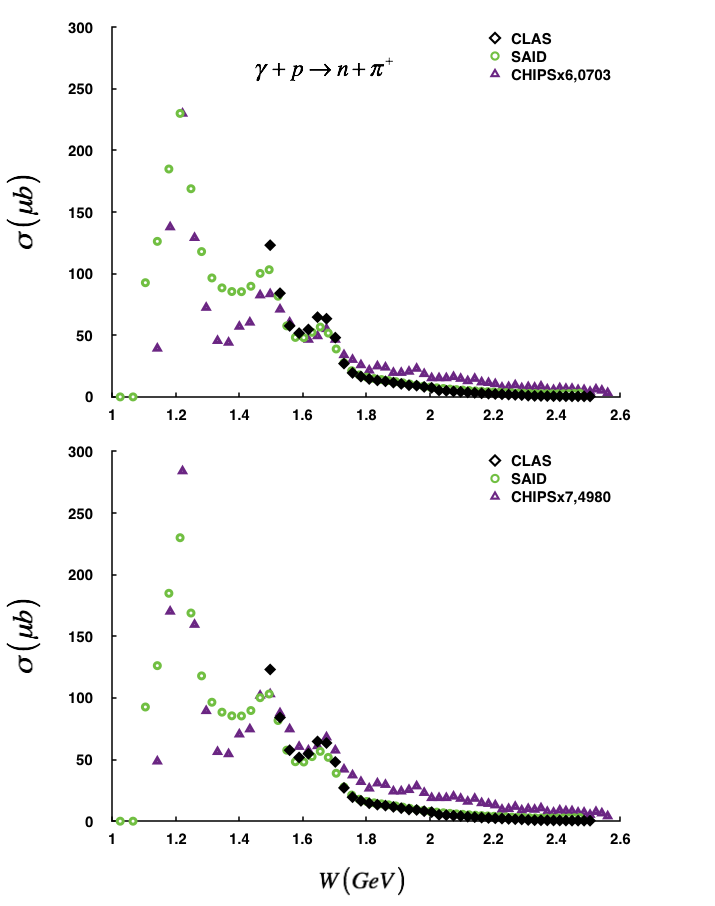 300
250
200
150
100
50
0
σ(μb)
γ + p → n + π⁺
CLAS
SAID
CHIPSx6,0703
1 1.2 1.4 1.6 1.8 2 2.2 2.4 2.6
300
250
200
150
100
50
0
σ(μb)
CLAS
SAID
CHIPSx7,4980
1 1.2 1.4 1.6 1.8 2 2.2 2.4 2.6
W(GeV)